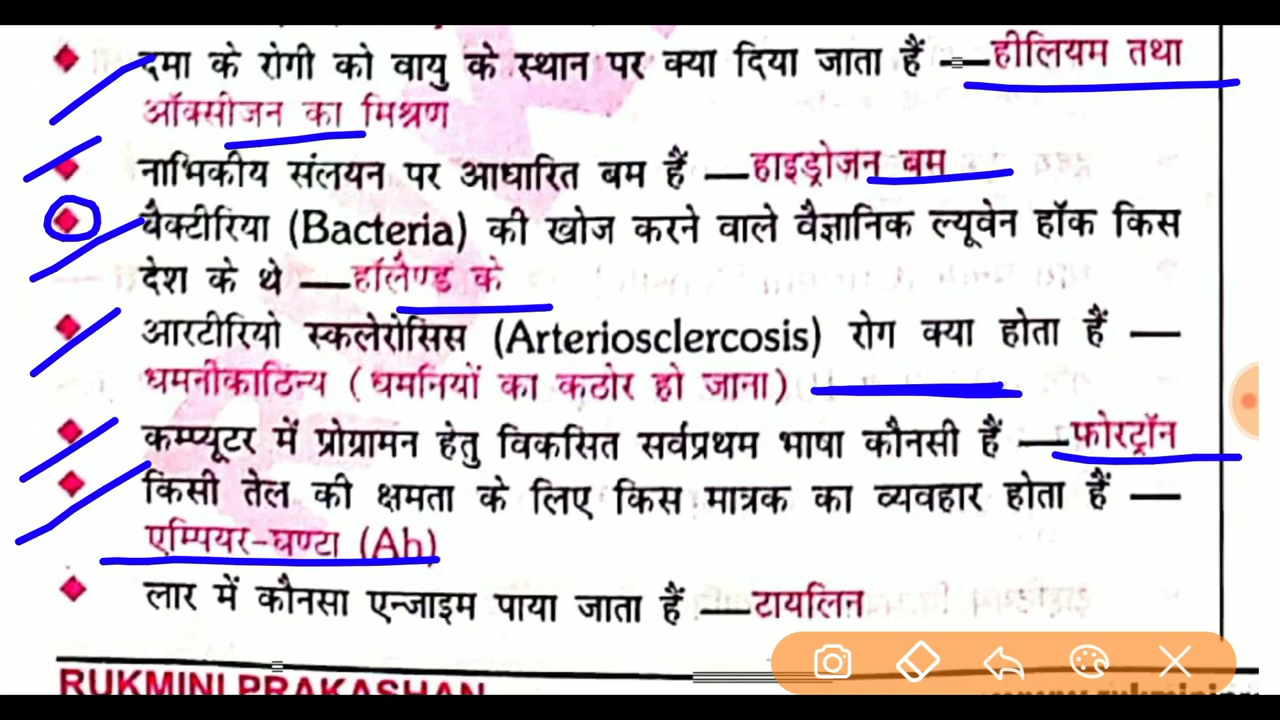 दमा के रोगी को वायु के स्थान पर क्या दिया जाता हैं —हीलियम तथा
ऑक्सीजन का मिश्रण
नाभिकीय संलयन पर आधारित बम हैं —हाइड्रोजन बम
बैक्टीरिया (Bacteria) की खोज करने वाले वैज्ञानिक ल्यूवेन हॉक किस
देश के थे —हॉलैण्ड के
आरटीरियो स्कलेरोसिस (Arteriosclercosis) रोग क्या होता हैं —
धमनीकाठिन्य (धमनियों का कठोर हो जाना)
कम्प्यूटर में प्रोग्रामन हेतु विकसित सर्वप्रथम भाषा कौनसी हैं —फोरट्रॉन
किसी तेल की क्षमता के लिए किस मात्रक का व्यवहार होता हैं —
एम्पियर-घण्टा (Ah)
लार में कौनसा एन्जाइम पाया जाता हैं —टायलिन
RUKMINI PRAKASHAN